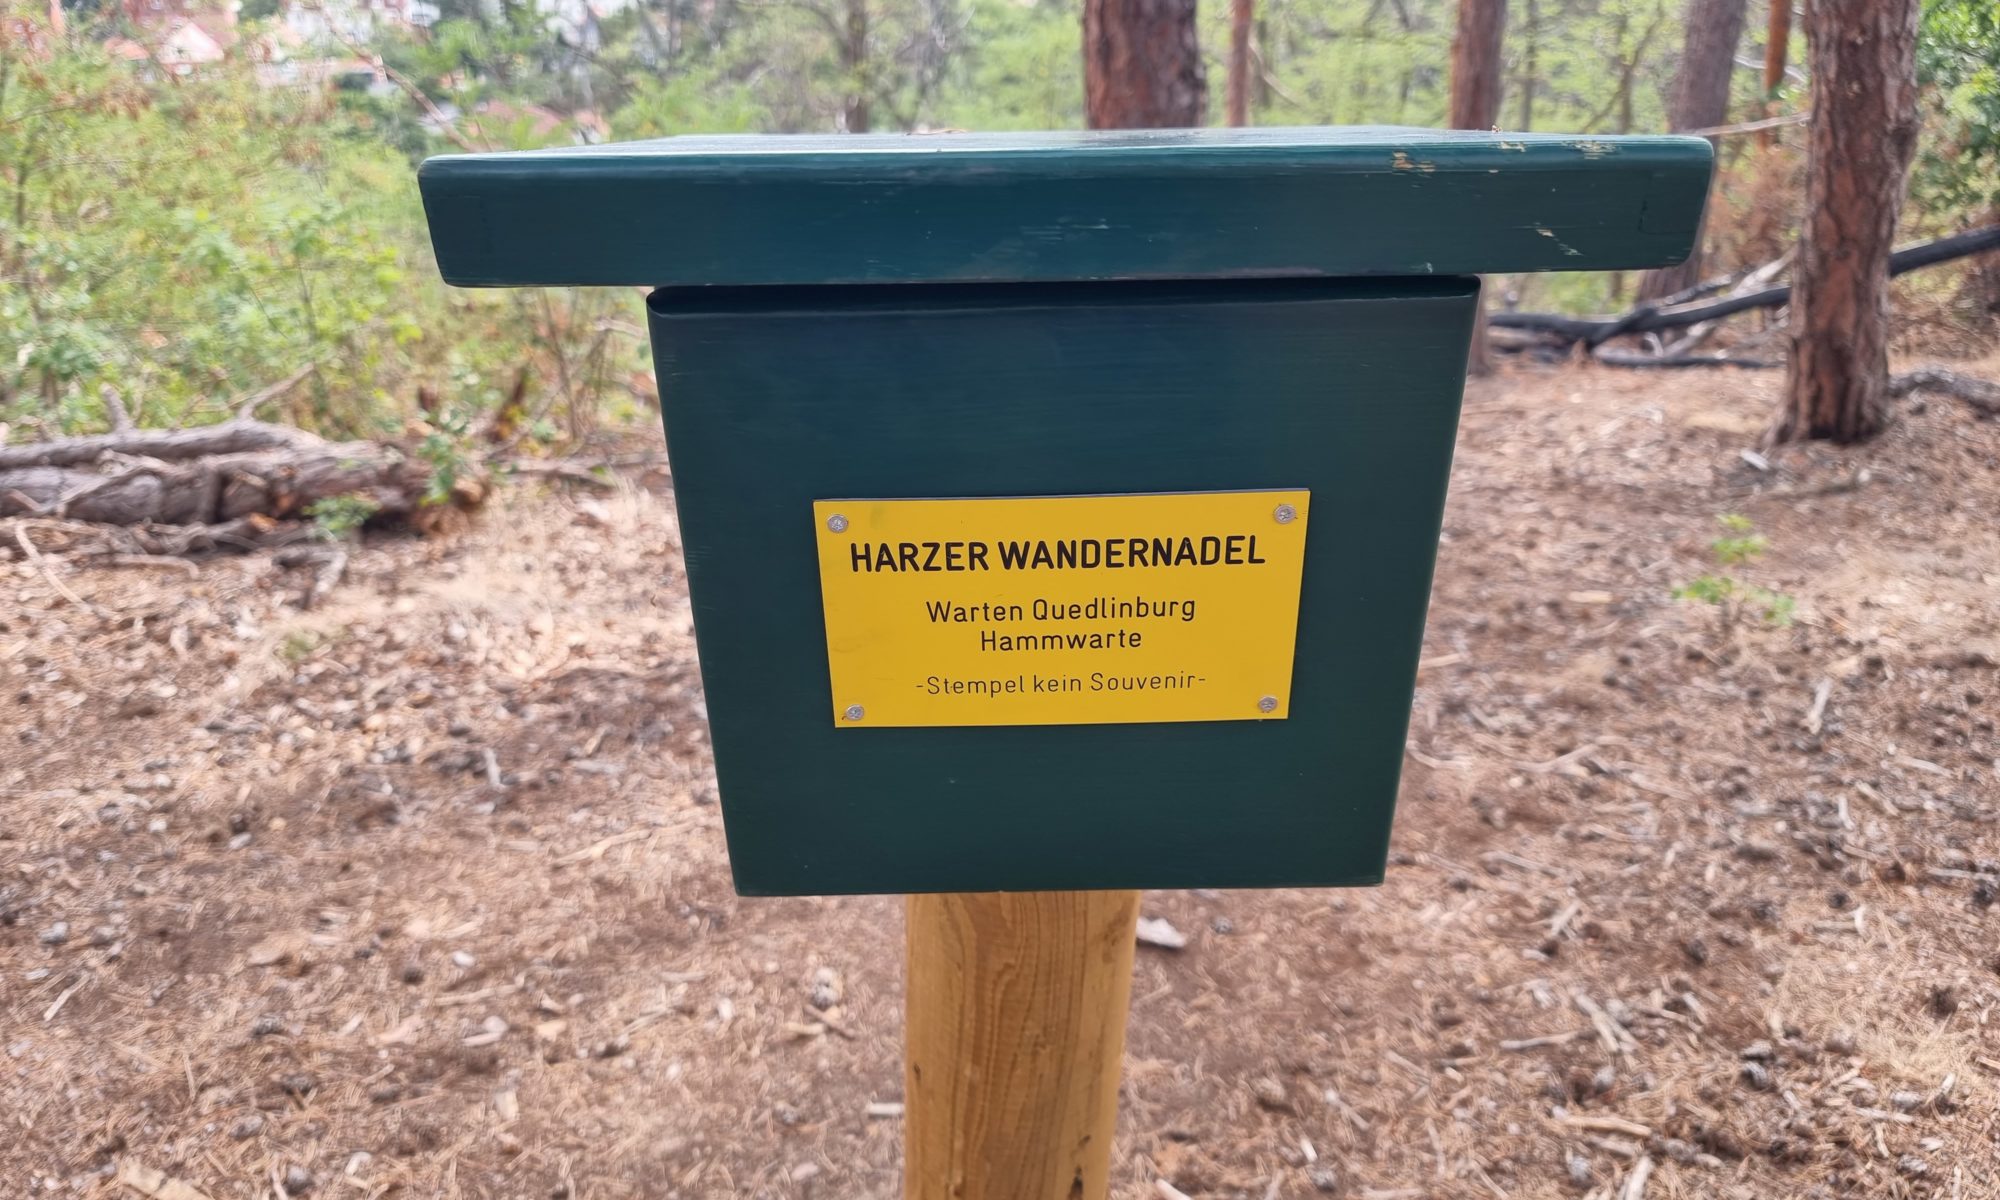 HARZER WANDERNADEL
Warten Quedlinburg
Hammwarte
-Stempel kein Souvenir-